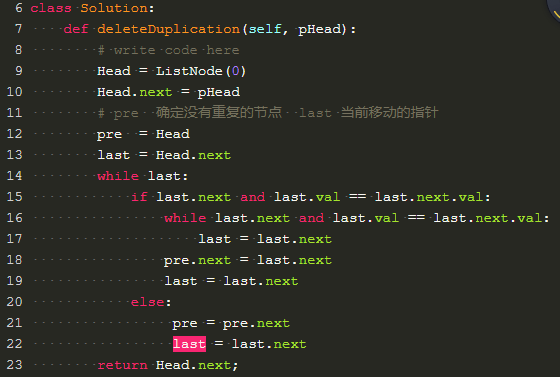 6 class Solution:
7 def deleteDuplication(self, pHead):
8 # write code here
9 Head = ListNode(0)
10 Head.next = pHead
11 # pre 确定没有重复的节点 last 当前移动的指针
12 pre = Head
13 last = Head.next
14 while last:
15 if last.next and last.val == last.next.val:
16 while last.next and last.val == last.next.val:
17 last = last.next
18 pre.next = last.next
19 last = last.next
20 else:
21 pre = pre.next
22 last = last.next
23 return Head.next;